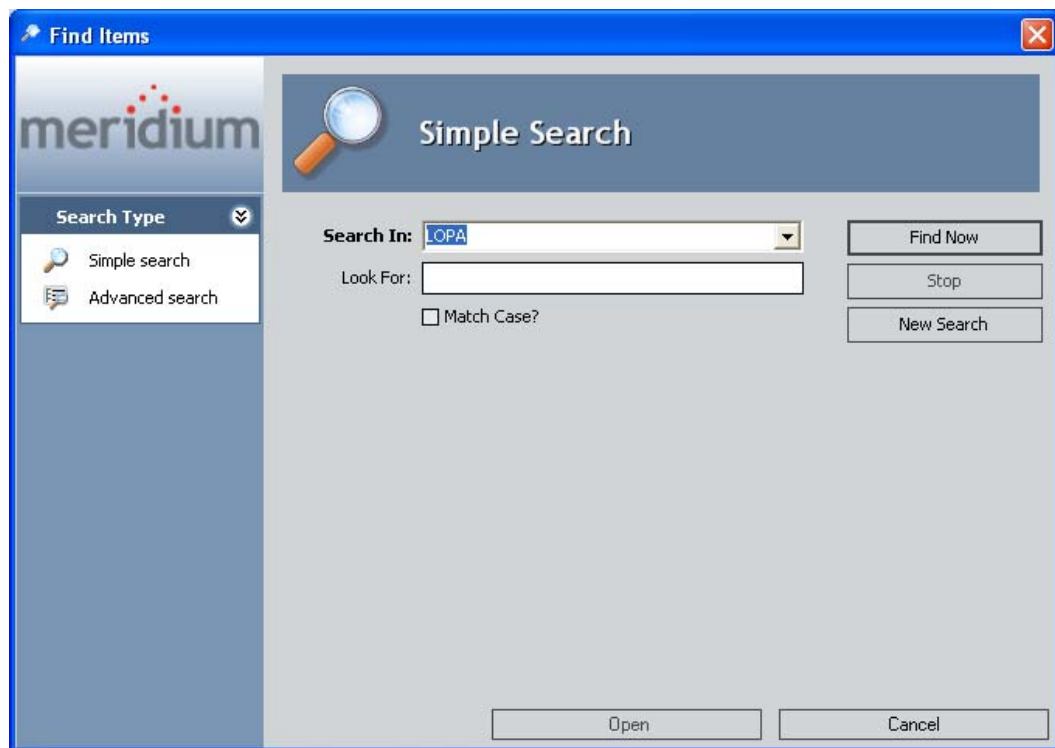 Find Items
meridium
Simple Search
Search Type
Simple search
Advanced search
Search In: LOPA
Look For:
Match Case?
Find Now
Stop
New Search
Open
Cancel